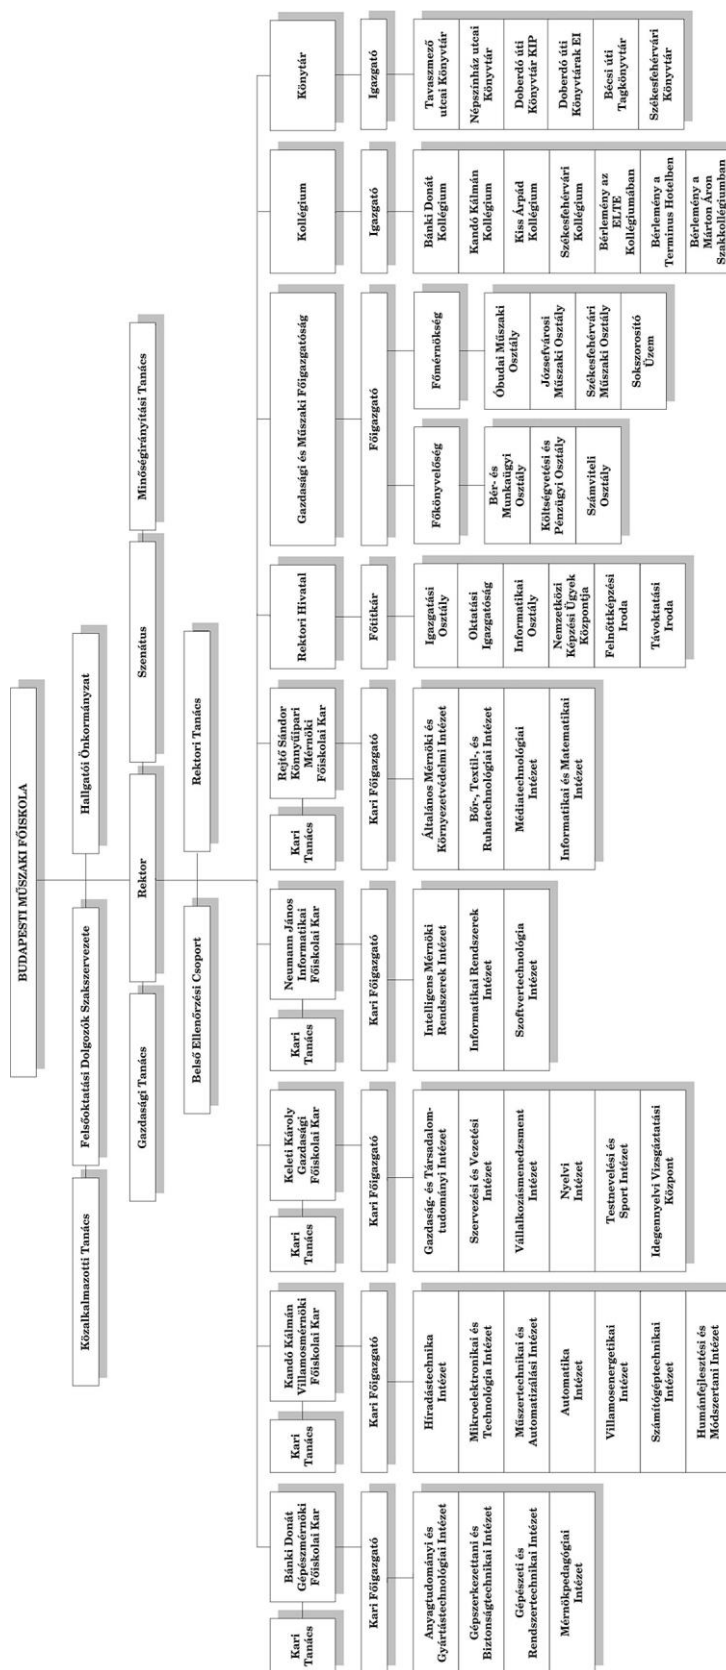 BUDAPESTI MŰSZAKI FŐISKOLA
Közalkalmazotti Tanács
Felsőoktatási Dolgozók Szakszervezete
Hallgatói Önkormányzat
Gazdasági Tanács
Rektor
Szenátus
Minőségirányítási Tanács
Belső Ellenőrzési Csoport
Rektori Tanács
Kari
Tanács
Bánki Donát
Gépészmérnöki
Főiskolai Kar
Kari Főigazgató
Anyagtudományi és
Gyártástechnológiai Intézet
Gépszerkezettani és
Biztonságtechnikai Intézet
Gépészeti és
Rendszertechnikai Intézet
Mérnökpedagógiai
Intézet
Kari
Tanács
Kandó Kálmán
Villamosmérnöki
Főiskolai Kar
Kari Főigazgató
Híradástechnika
Intézet
Mikroelektronikai és
Technológia Intézet
Műszertechnikai és
Automatizálási Intézet
Automatika
Intézet
Villamosenergetikai
Intézet
Számítógéptechnikai
Intézet
Humánfejlesztési és
Módszertani Intézet
Kari
Tanács
Keleti Károly
Gazdasági
Főiskolai Kar
Kari Főigazgató
Gazdaság- és Társadalom-
tudományi Intézet
Szervezési és Vezetési
Intézet
Vállalkozásmenedzsment
Intézet
Nyelvi
Intézet
Testnevelési és
Sport Intézet
Idegennyelvi Vizsgáztatási
Központ
Kari
Tanács
Neumann János
Informatikai
Főiskolai Kar
Kari Főigazgató
Intelligens Mérnöki
Rendszerek Intézet
Informatikai Rendszerek
Intézet
Szoftvertechnológia
Intézet
Kari
Tanács
Rejtő Sándor
Könnyűipari
Mérnöki
Főiskolai Kar
Kari Főigazgató
Általános Mérnöki és
Környezetvédelmi Intézet
Bőr-, Textil-, és
Ruhatechnológiai Intézet
Médiatechnológiai
Intézet
Informatikai és Matematikai
Intézet
Rektori Hivatal
Főtitkár
Igazgatási
Osztály
Oktatási
Igazgatóság
Informatikai
Osztály
Nemzetközi
Képzési Ügyek
Központja
Felnőttképzési
Iroda
Távoktatási
Iroda
Gazdasági és Műszaki Főigazgatóság
Főigazgató
Főkönyvelőség
Bér- és
Munkaügyi
Osztály
Költségvetési és
Pénzügyi Osztály
Számviteli
Osztály
Főmérnökség
Óbudai Műszaki
Osztály
Józsefvárosi
Műszaki Osztály
Székesfehérvári
Műszaki Osztály
Sokszorosító
Üzem
Kollégium
Igazgató
Bánki Donát
Kollégium
Kandó Kálmán
Kollégium
Kiss Árpád
Kollégium
Székesfehérvári
Kollégium
Bérlemény az
ELTE
Kollégiumában
Bérlemény a
Terminus Hotelben
Bérlemény a
Márton Áron
Szakkollégiumban
Könytár
Igazgató
Tavaszmező
utcai Könyvtár
Népszínház utcai
Könyvtár
Doberdó úti
Könyvtár KIP
Doberdó úti
Könyvtárak EI
Bécsi úti
Tagkönyvtár
Székesfehérvári
Könyvtár